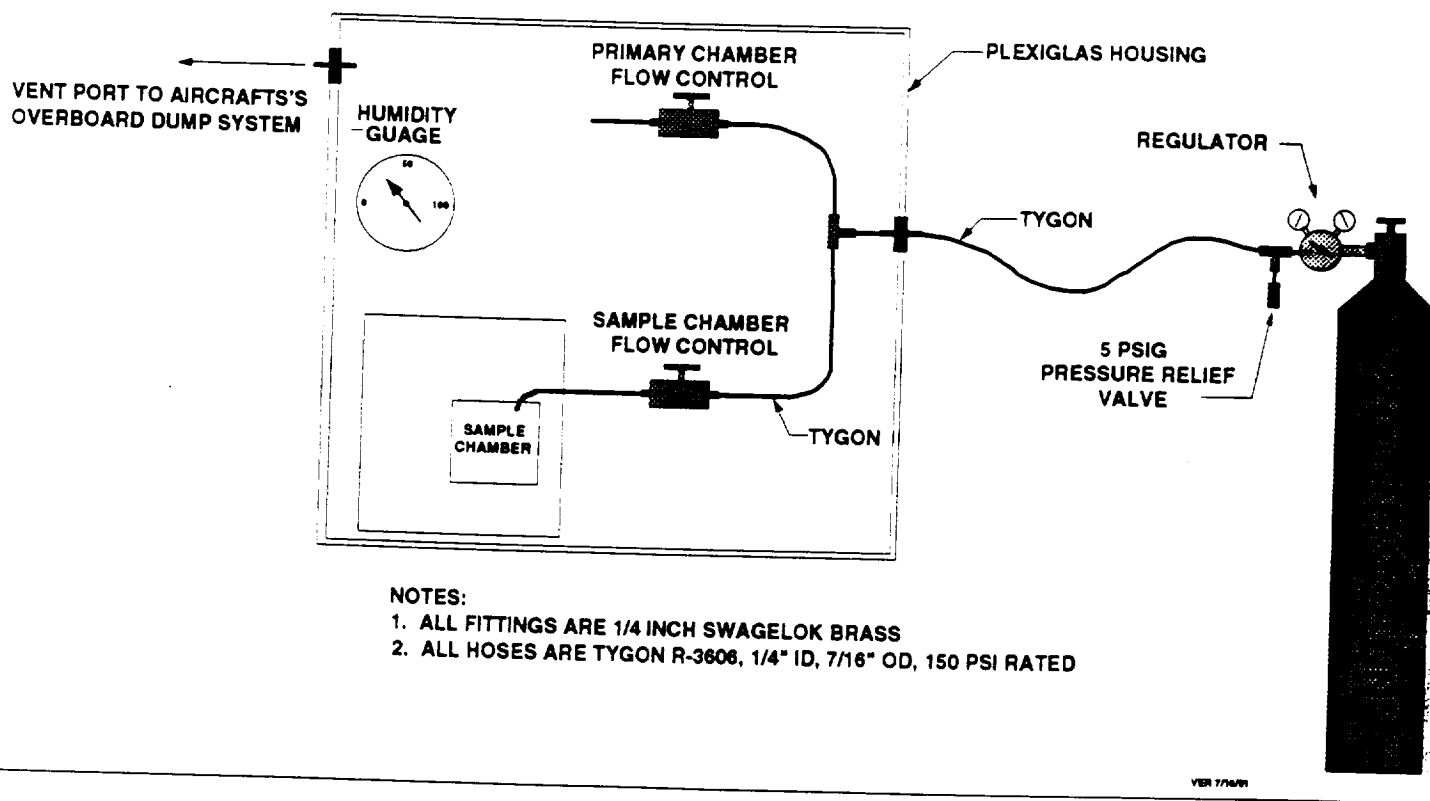 PRIMARY CHAMBER
FLOW CONTROL
PLEXIGLAS HOUSING
VENT PORT TO AIRCRAFTS'S
OVERBOARD DUMP SYSTEM
HUMIDITY
GUAGE
50
0
100
REGULATOR
TYGON
SAMPLE CHAMBER
FLOW CONTROL
5 PSIG
PRESSURE RELIEF
VALVE
SAMPLE
CHAMBER
TYGON
NOTES:
1. ALL FITTINGS ARE 1/4 INCH SWAGELOK BRASS
2. ALL HOSES ARE TYGON R-3606, 1/4" ID, 7/16" OD, 150 PSI RATED